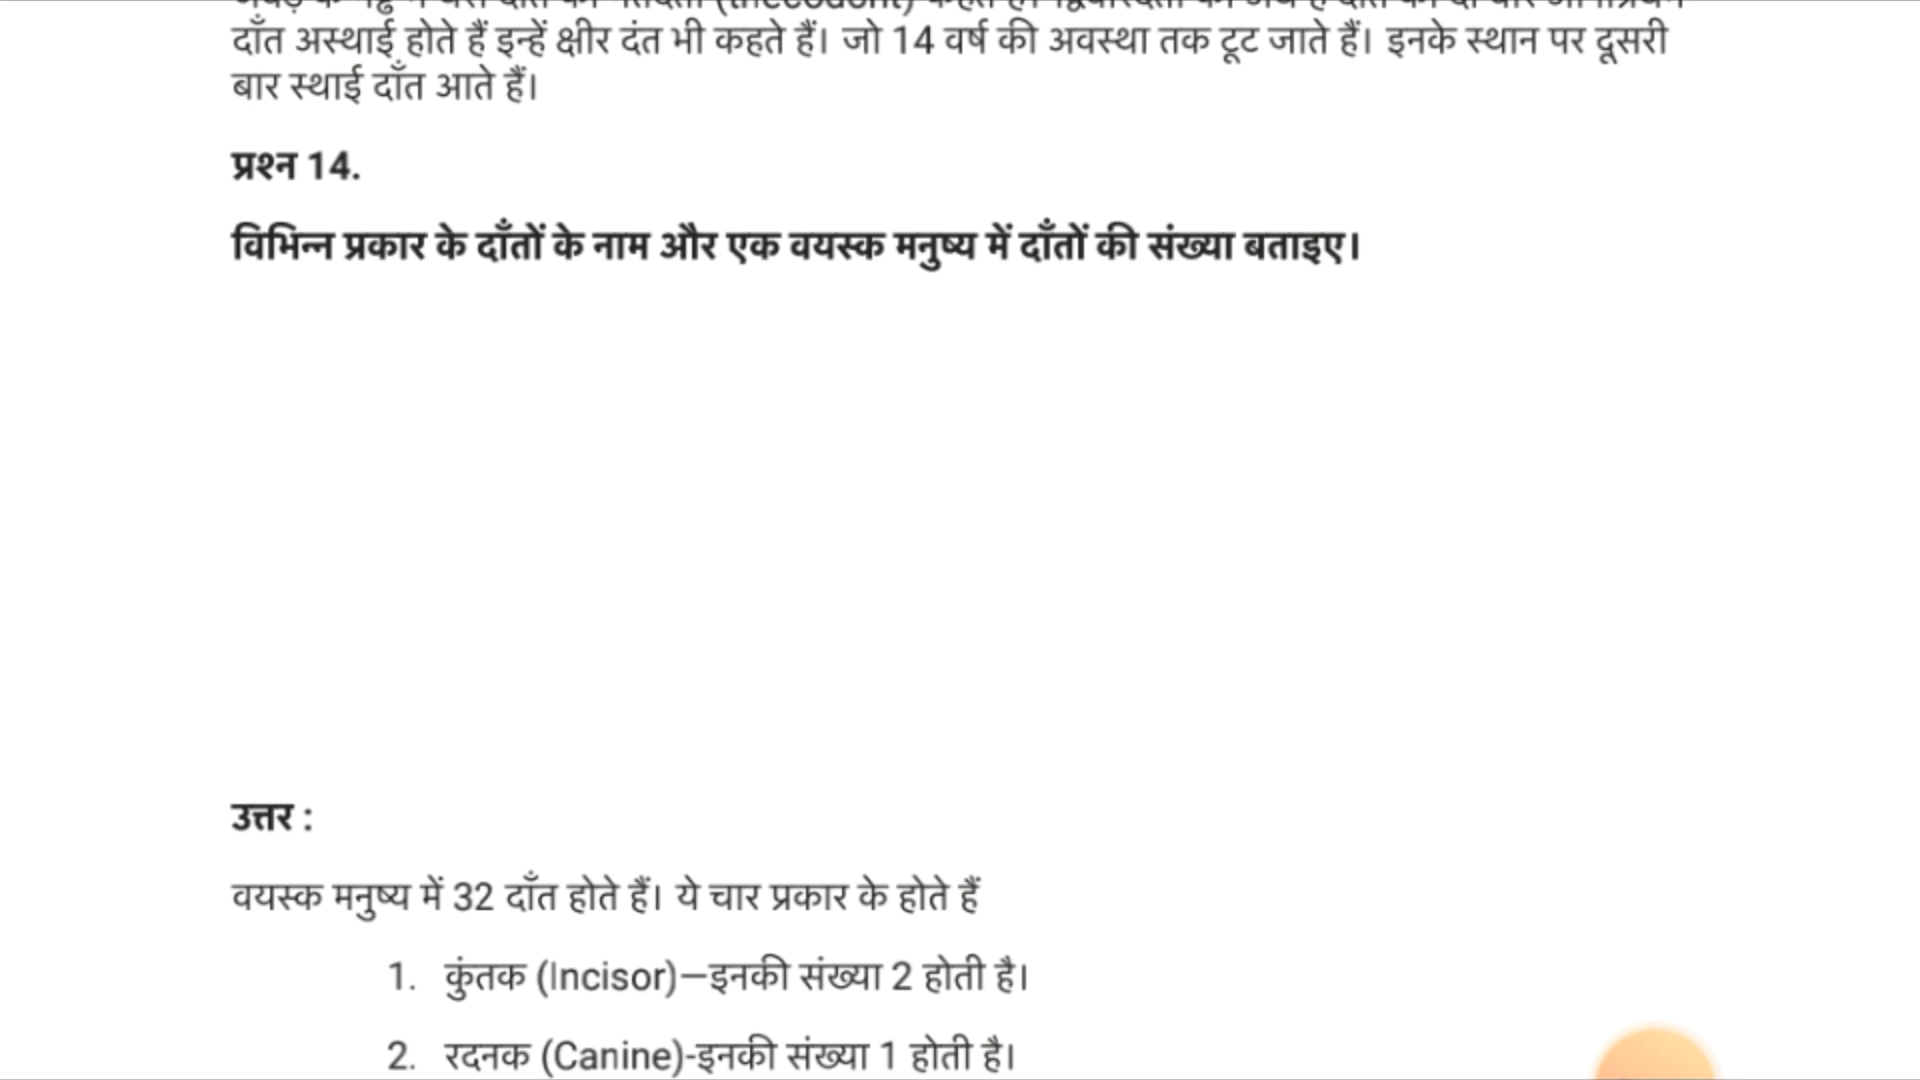 (thecodont)
दाँत अस्थाई होते हैं इन्हें क्षीर दंत भी कहते हैं। जो 14 वर्ष की अवस्था तक टूट जाते हैं। इनके स्थान पर दूसरी
बार स्थाई दाँत आते हैं।
प्रश्न 14.
विभिन्न प्रकार के दाँतों के नाम और एक वयस्क मनुष्य में दाँतों की संख्या बताइए।
उत्तर :
वयस्क मनुष्य में 32 दाँत होते हैं। ये चार प्रकार के होते हैं
1. कुंतक (Incisor)—इनकी संख्या 2 होती है।
2. रदनक (Canine)-इनकी संख्या 1 होती है।